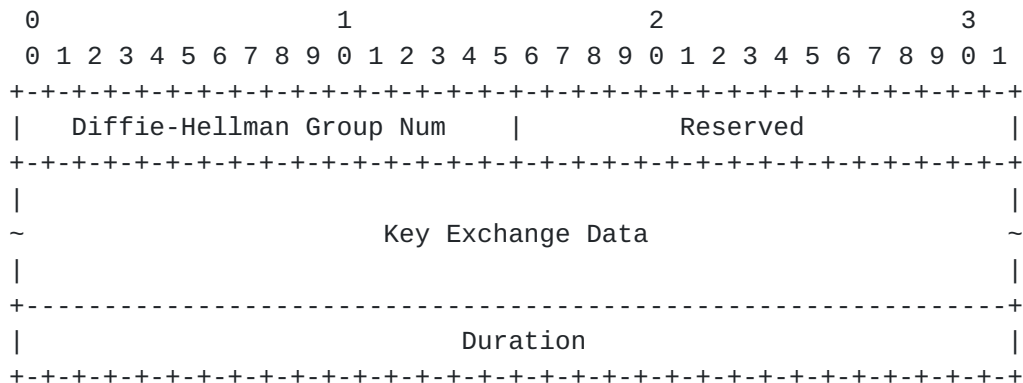 0                   1                   2                   3
 0 1 2 3 4 5 6 7 8 9 0 1 2 3 4 5 6 7 8 9 0 1 2 3 4 5 6 7 8 9 0 1
+-+-+-+-+-+-+-+-+-+-+-+-+-+-+-+-+-+-+-+-+-+-+-+-+-+-+-+-+-+-+-+-+
|   Diffie-Hellman Group Num    |          Reserved             |
+-+-+-+-+-+-+-+-+-+-+-+-+-+-+-+-+-+-+-+-+-+-+-+-+-+-+-+-+-+-+-+-+
|                                                               |
~                       Key Exchange Data                       ~
|                                                               |
+---------------------------------------------------------------+
|                            Duration                           |
+-+-+-+-+-+-+-+-+-+-+-+-+-+-+-+-+-+-+-+-+-+-+-+-+-+-+-+-+-+-+-+-+